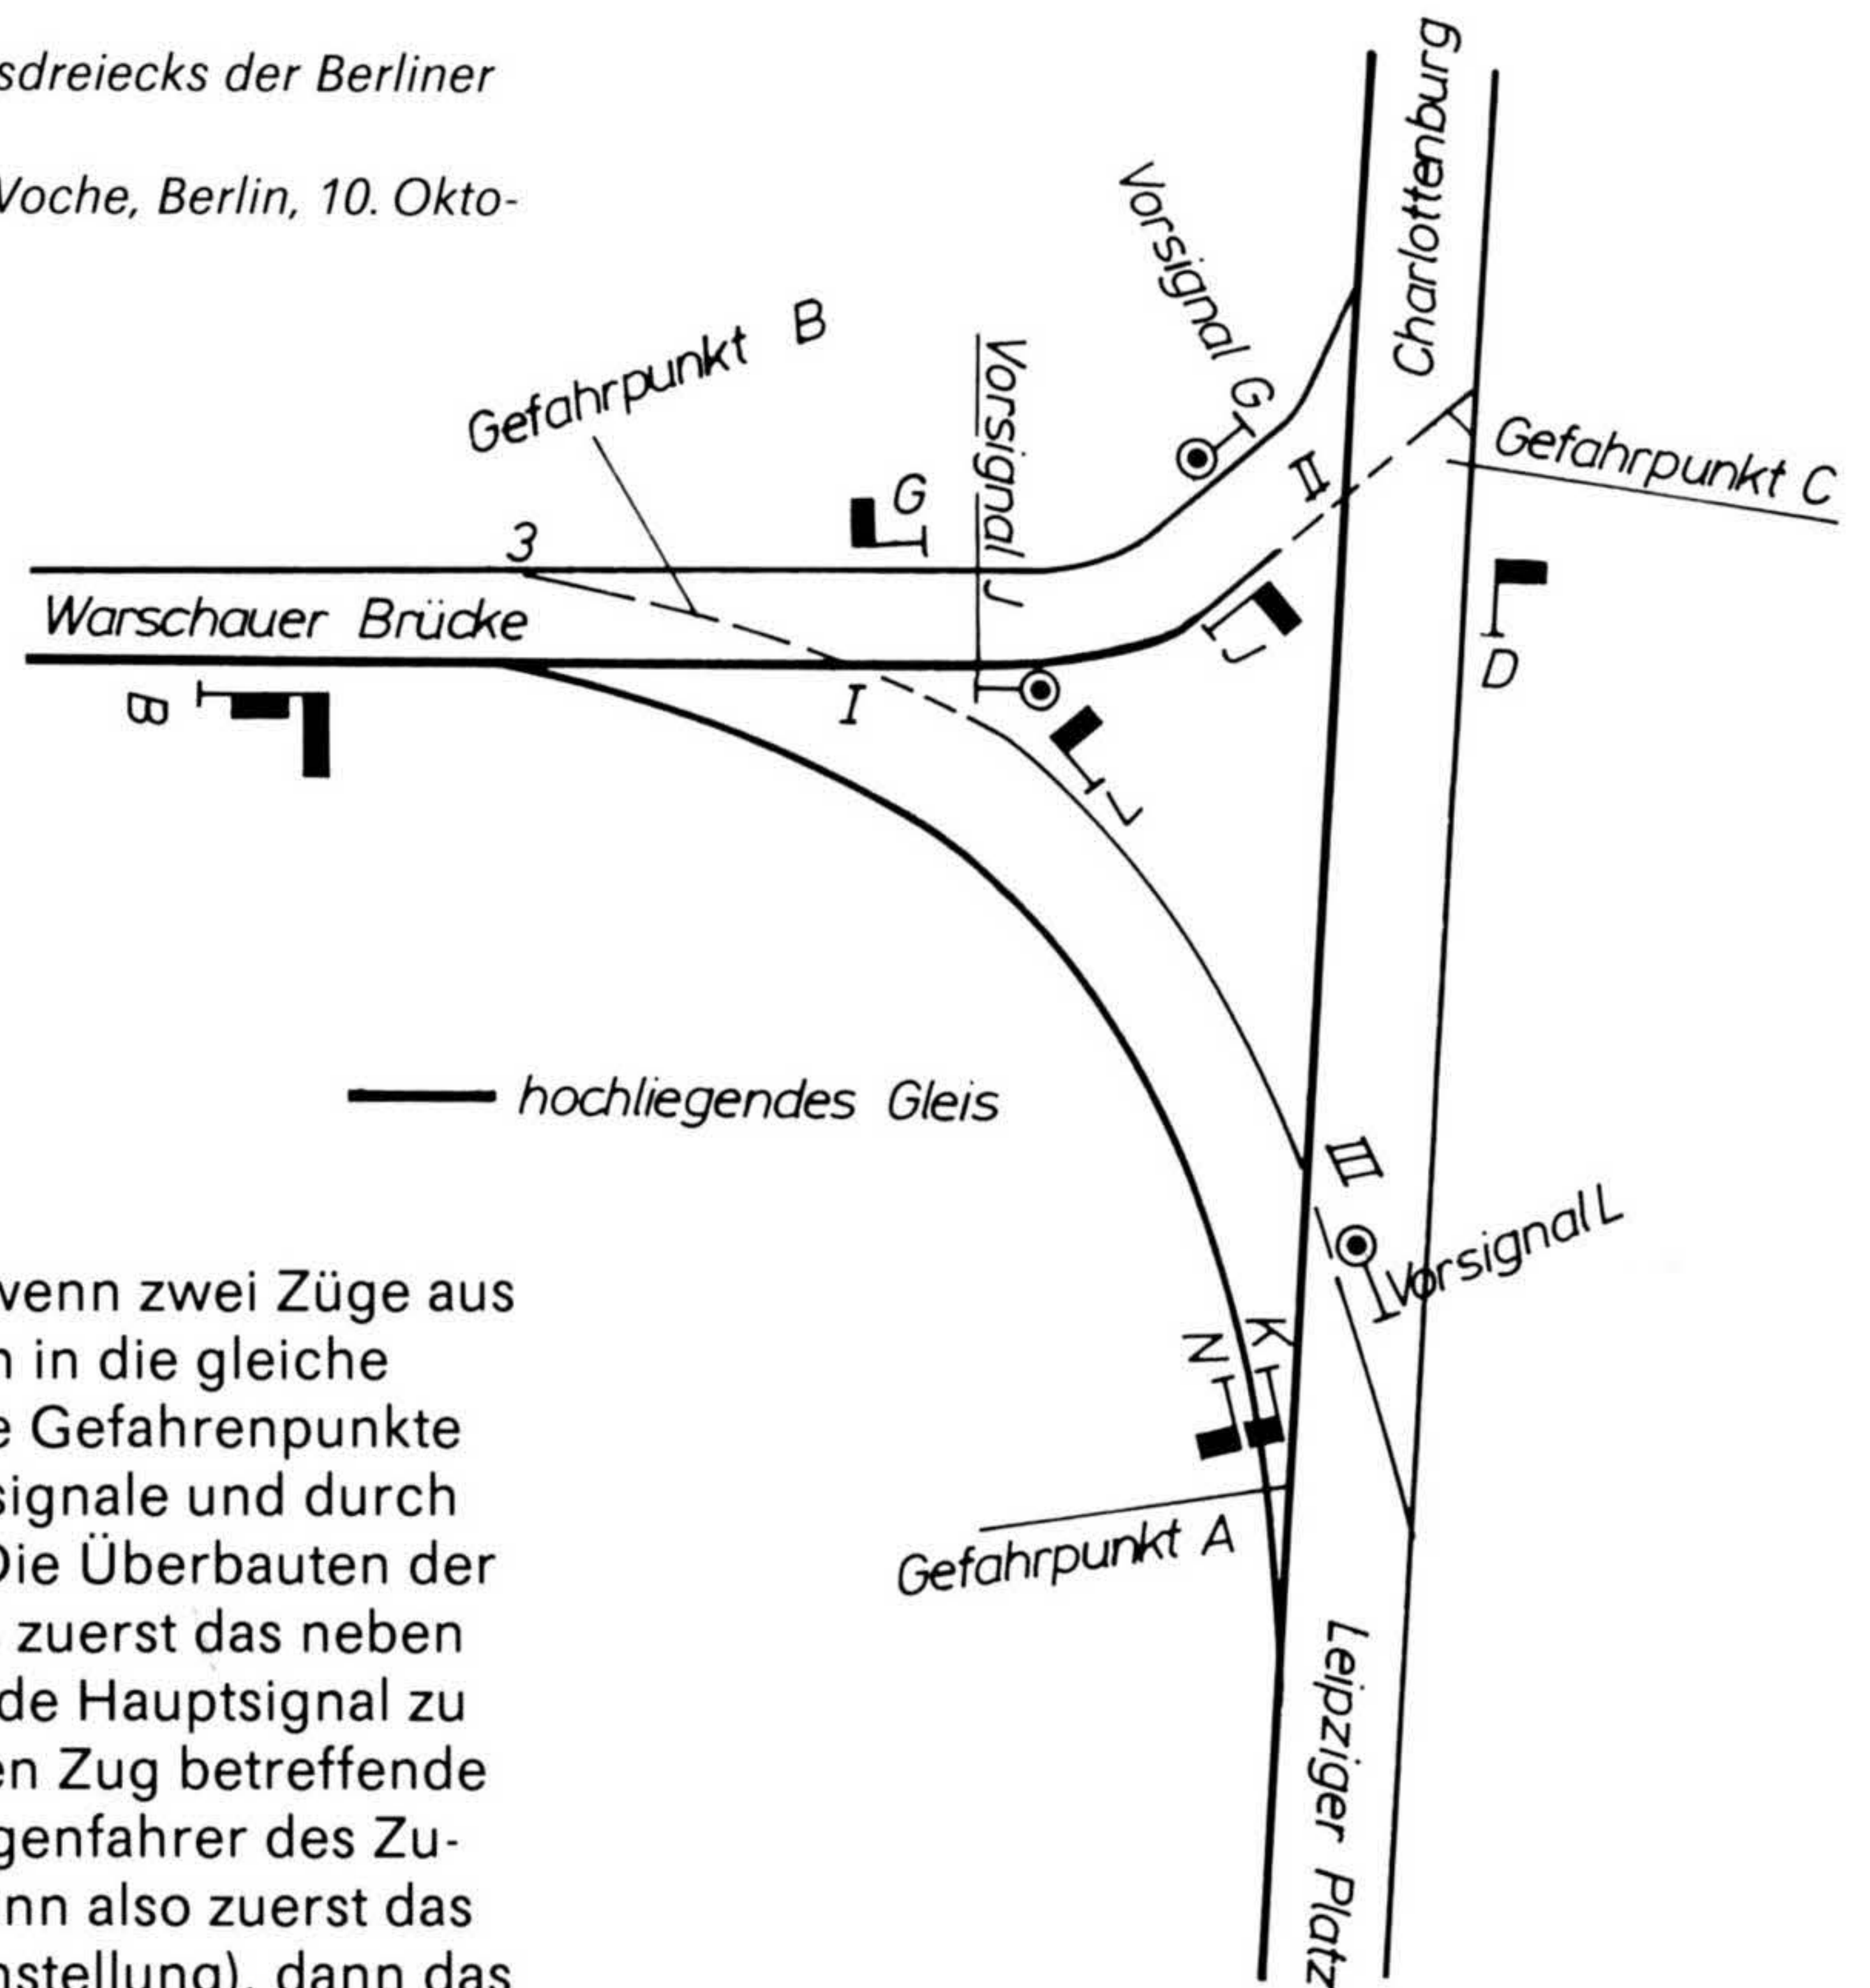 sdreiecks der Berliner
Woche, Berlin, 10. Okto-
Charlottenburg
Vorsignal G
Gefahrpunkt B
Vorsignal J
G
Gefahrpunkt C
II
3
Warschauer Brücke
J
D
B
I
L
hochliegendes Gleis
III
Vorsignal L
N
K
Gefahrpunkt A
Leipziger Platz
wenn zwei Züge aus
n in die gleiche
e Gefahrenpunkte
signale und durch
Die Überbauten der
zuerst das neben
de Hauptsignal zu
en Zug betreffende
genfahrer des Zu-
nn also zuerst das
nstellung), dann das